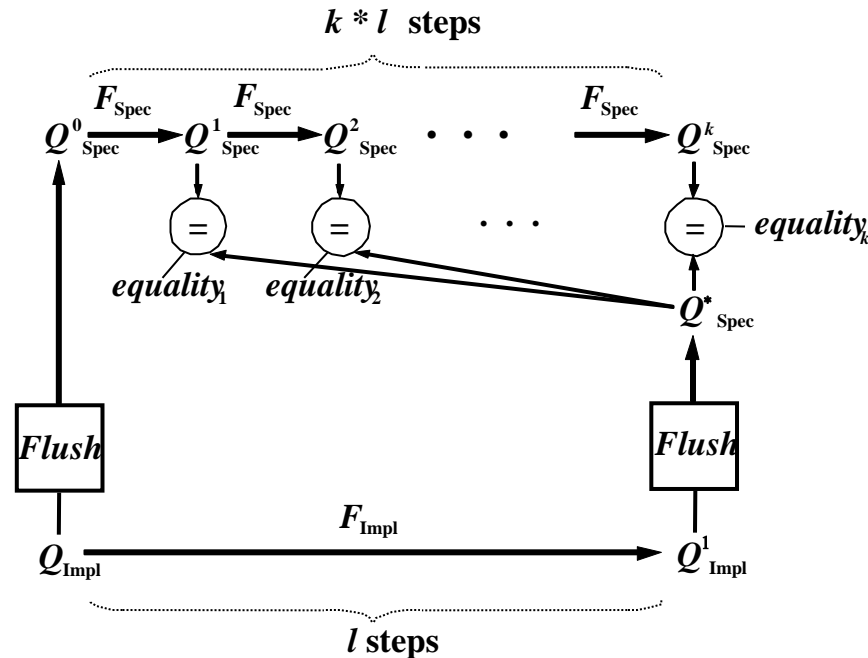 k * l steps
F_Spec F_Spec F_Spec
Q^0_Spec Q^1_Spec Q^2_Spec · · · Q^k_Spec
= = · · · = equality_k
equality_1 equality_2
Q^*_Spec
Flush Flush
F_Impl
Q_Impl Q^1_Impl
l steps